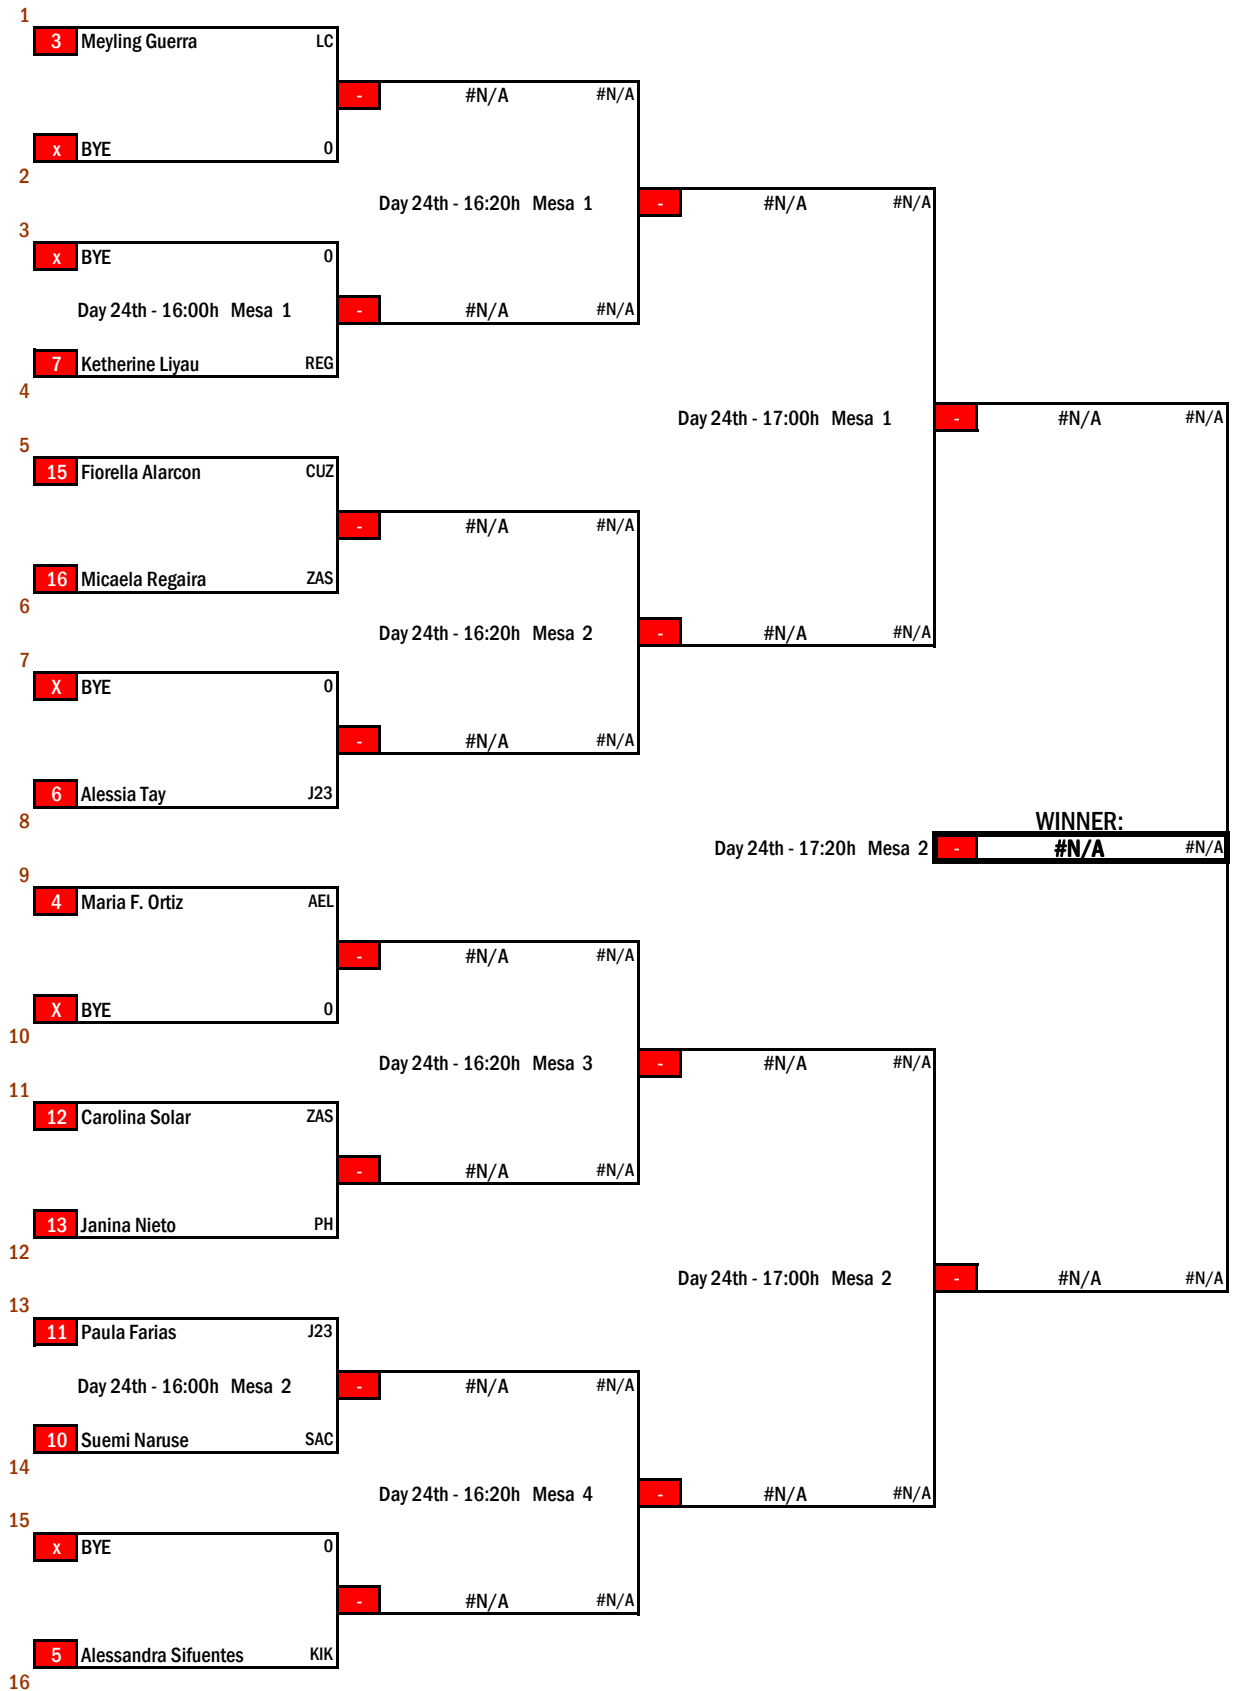 1
3 Meyling Guerra LC
- #N/A #N/A
x BYE 0
2
Day 24th - 16:20h Mesa 1
- #N/A #N/A
3
x BYE 0
Day 24th - 16:00h Mesa 1
- #N/A #N/A
7 Ketherine Liyau REG
4
Day 24th - 17:00h Mesa 1
- #N/A #N/A
5
15 Fiorella Alarcon CUZ
- #N/A #N/A
16 Micaela Regaira ZAS
6
Day 24th - 16:20h Mesa 2
- #N/A #N/A
7
X BYE 0
- #N/A #N/A
6 Alessia Tay J23
8
WINNER:
Day 24th - 17:20h Mesa 2
- #N/A #N/A
9
4 Maria F. Ortiz AEL
- #N/A #N/A
X BYE 0
10
Day 24th - 16:20h Mesa 3
- #N/A #N/A
11
12 Carolina Solar ZAS
- #N/A #N/A
13 Janina Nieto PH
12
Day 24th - 17:00h Mesa 2
- #N/A #N/A
13
11 Paula Farias J23
Day 24th - 16:00h Mesa 2
- #N/A #N/A
10 Suemi Naruse SAC
14
Day 24th - 16:20h Mesa 4
- #N/A #N/A
15
x BYE 0
- #N/A #N/A
5 Alessandra Sifuentes KIK
16